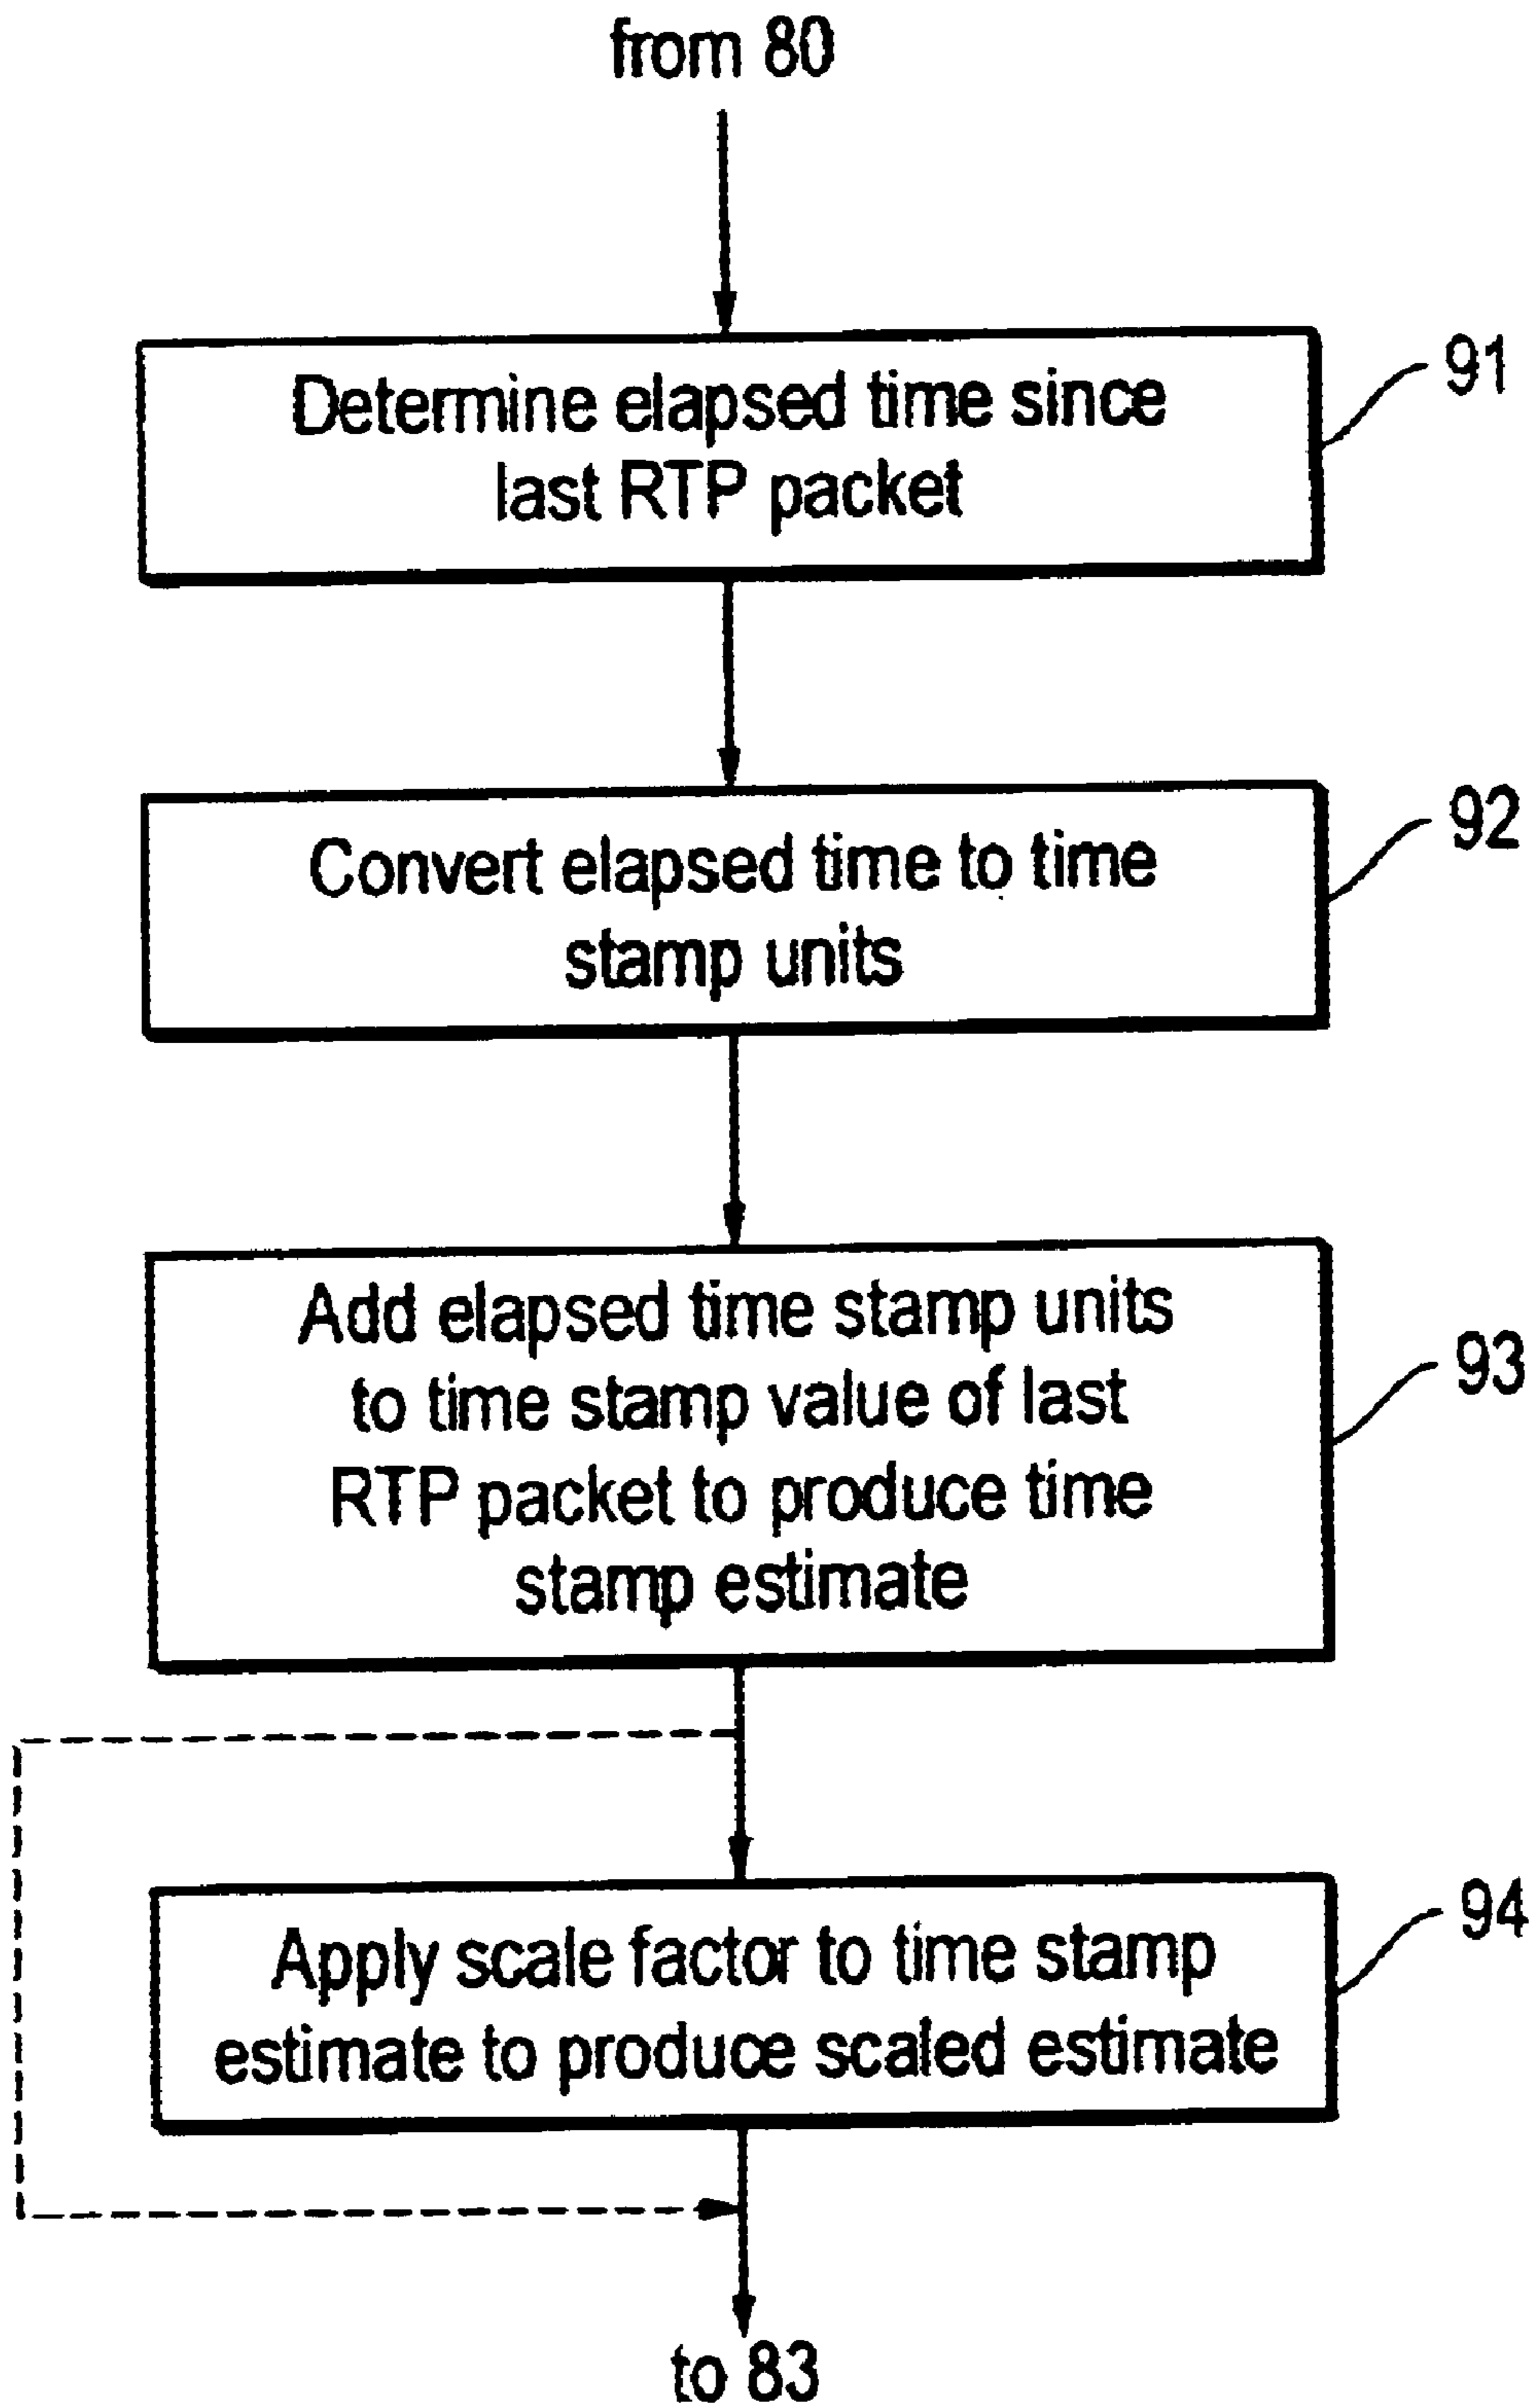 from 80
Determine elapsed time since
last RTP packet
91
Convert elapsed time to time
stamp units
92
Add elapsed time stamp units
to time stamp value of last
RTP packet to produce time
stamp estimate
93
Apply scale factor to time stamp
estimate to produce scaled estimate
94
to 83